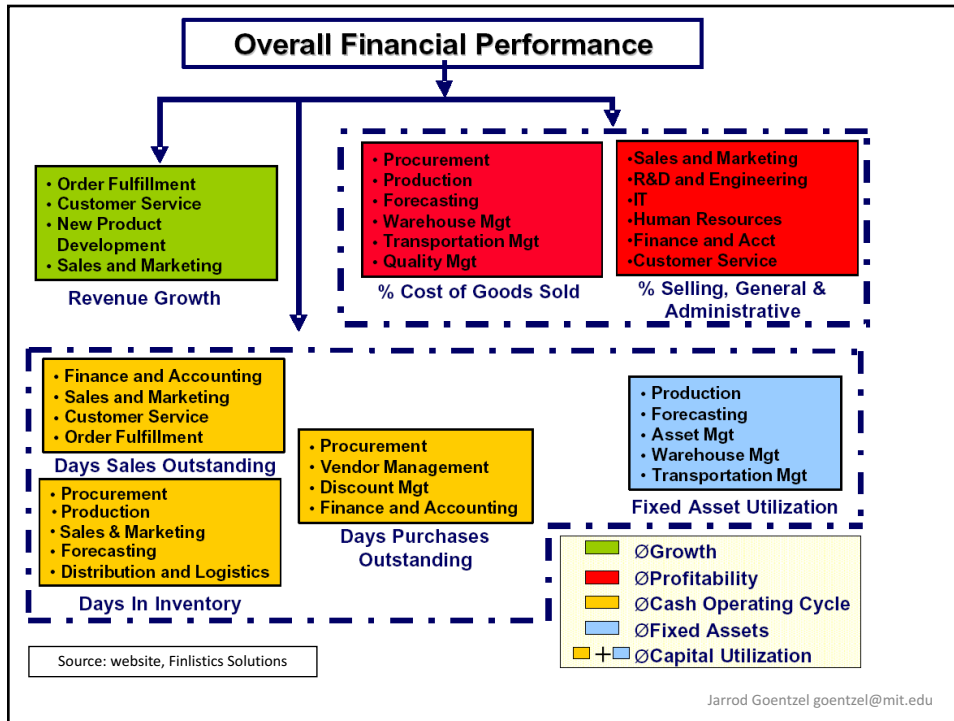 Overall Financial Performance
• Order Fulfillment
• Customer Service
• New Product
Development
• Sales and Marketing
Revenue Growth
• Procurement
• Production
• Forecasting
• Warehouse Mgt
• Transportation Mgt
• Quality Mgt
% Cost of Goods Sold
•Sales and Marketing
•R&D and Engineering
•IT
•Human Resources
•Finance and Acct
•Customer Service
% Selling, General &
Administrative
• Finance and Accounting
• Sales and Marketing
• Customer Service
• Order Fulfillment
Days Sales Outstanding
• Procurement
• Production
• Sales & Marketing
• Forecasting
• Distribution and Logistics
Days In Inventory
• Procurement
• Vendor Management
• Discount Mgt
• Finance and Accounting
Days Purchases
Outstanding
• Production
• Forecasting
• Asset Mgt
• Warehouse Mgt
• Transportation Mgt
Fixed Asset Utilization
ØGrowth
ØProfitability
ØCash Operating Cycle
ØFixed Assets
+ ØCapital Utilization
Source: website, Finlistics Solutions
Jarrod Goentzel goentzel@mit.edu